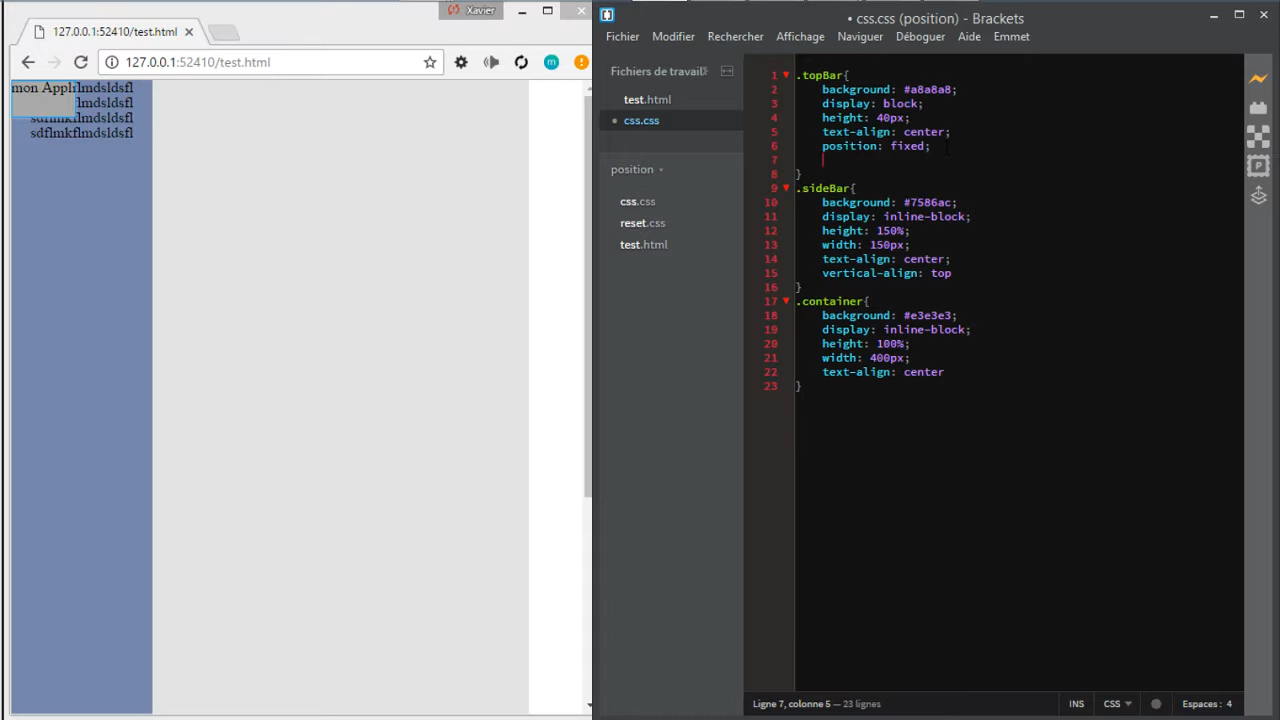 Xavier
127.0.0.1:52410/test.html
127.0.0.1:52410/test.html
m
mon Appliflmdsldsfl
lmdsldsfl
sdflmkflmdsldsfl
sdflmkflmdsldsfl
• css.css (position) - Brackets
Fichier Modifier Rechercher Affichage Naviguer Déboguer Aide Emmet
Fichiers de travail
test.html
css.css
position
css.css
reset.css
test.html
1 .topBar{
2 background: #a8a8a8;
3 display: block;
4 height: 40px;
5 text-align: center;
6 position: fixed;
7
8 }
9 .sideBar{
10 background: #7586ac;
11 display: inline-block;
12 height: 150%;
13 width: 150px;
14 text-align: center;
15 vertical-align: top
16 }
17 .container{
18 background: #e3e3e3;
19 display: inline-block;
20 height: 100%;
21 width: 400px;
22 text-align: center
23 }
Ligne 7, colonne 5 — 23 lignes INS CSS Espaces : 4